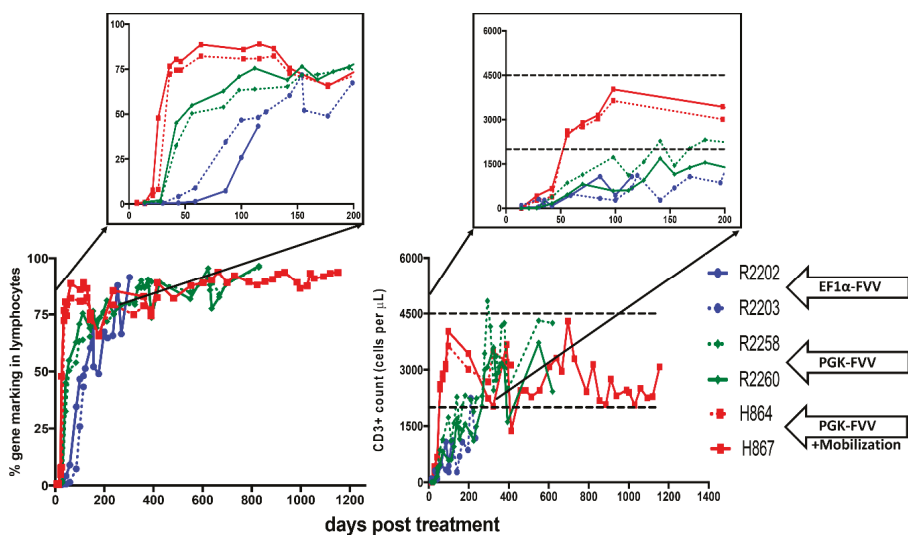 100
75
50
25
0
0 50 100 150 200
6000
4500
3000
1500
0
0 50 100 150 200
% gene marking in lymphocytes
100
75
50
25
0
0 200 400 600 800 1000 1200
CD3+ count (cells per μL)
6000
4500
3000
1500
0
0 200 400 600 800 1000 1200 1400
days post treatment
R2202
R2203
R2258
R2260
H864
H867
EF1α-FVV
PGK-FVV
PGK-FVV
+Mobilization